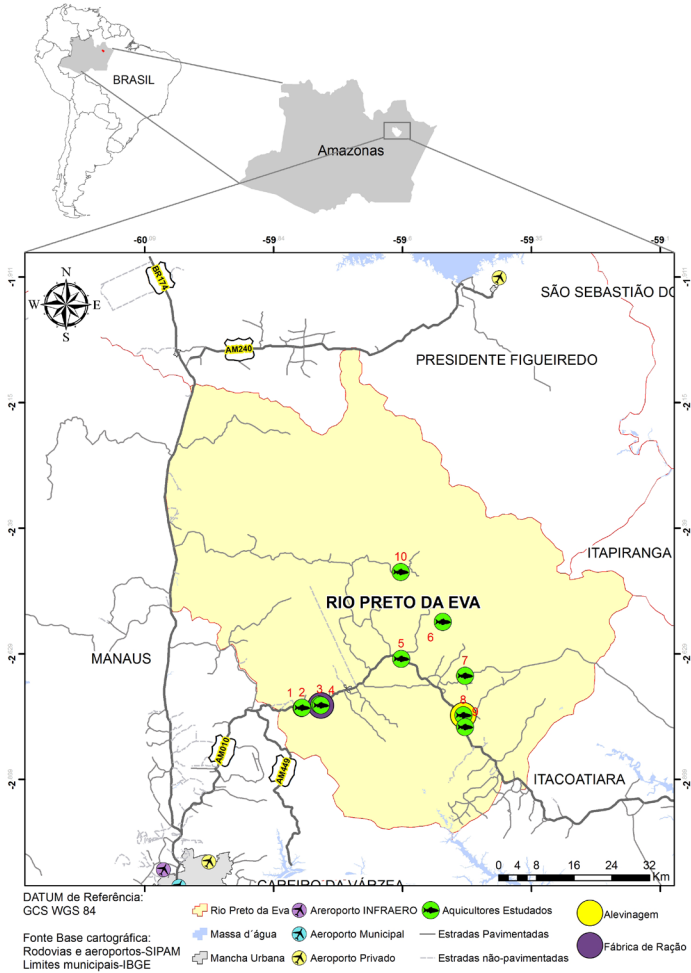 BRASIL
Amazonas
-60
-59
-59
-59
-59
N
W E
S
BR174
SÃO SEBASTIÃO DO
AM240
PRESIDENTE FIGUEIREDO
-2
ITAPIRANGA
10
RIO PRETO DA EVA
6
5
MANAUS
7
1 2 3 4
8
9
AM010
AM449
ITACOATIARA
CAREIRO DA VÁRZEA
0 4 8 16 24 32
Km
DATUM de Referência:
GCS WGS 84
Fonte Base cartográfica:
Rodovias e aeroportos-SIPAM
Limites municipais-IBGE
Rio Preto da Eva
Massa d´água
Mancha Urbana
Aereoporto INFRAERO
Aeroporto Municipal
Aeroporto Privado
Aquicultores Estudados
Estradas Pavimentadas
Estradas não-pavimentadas
Alevinagem
Fábrica de Ração